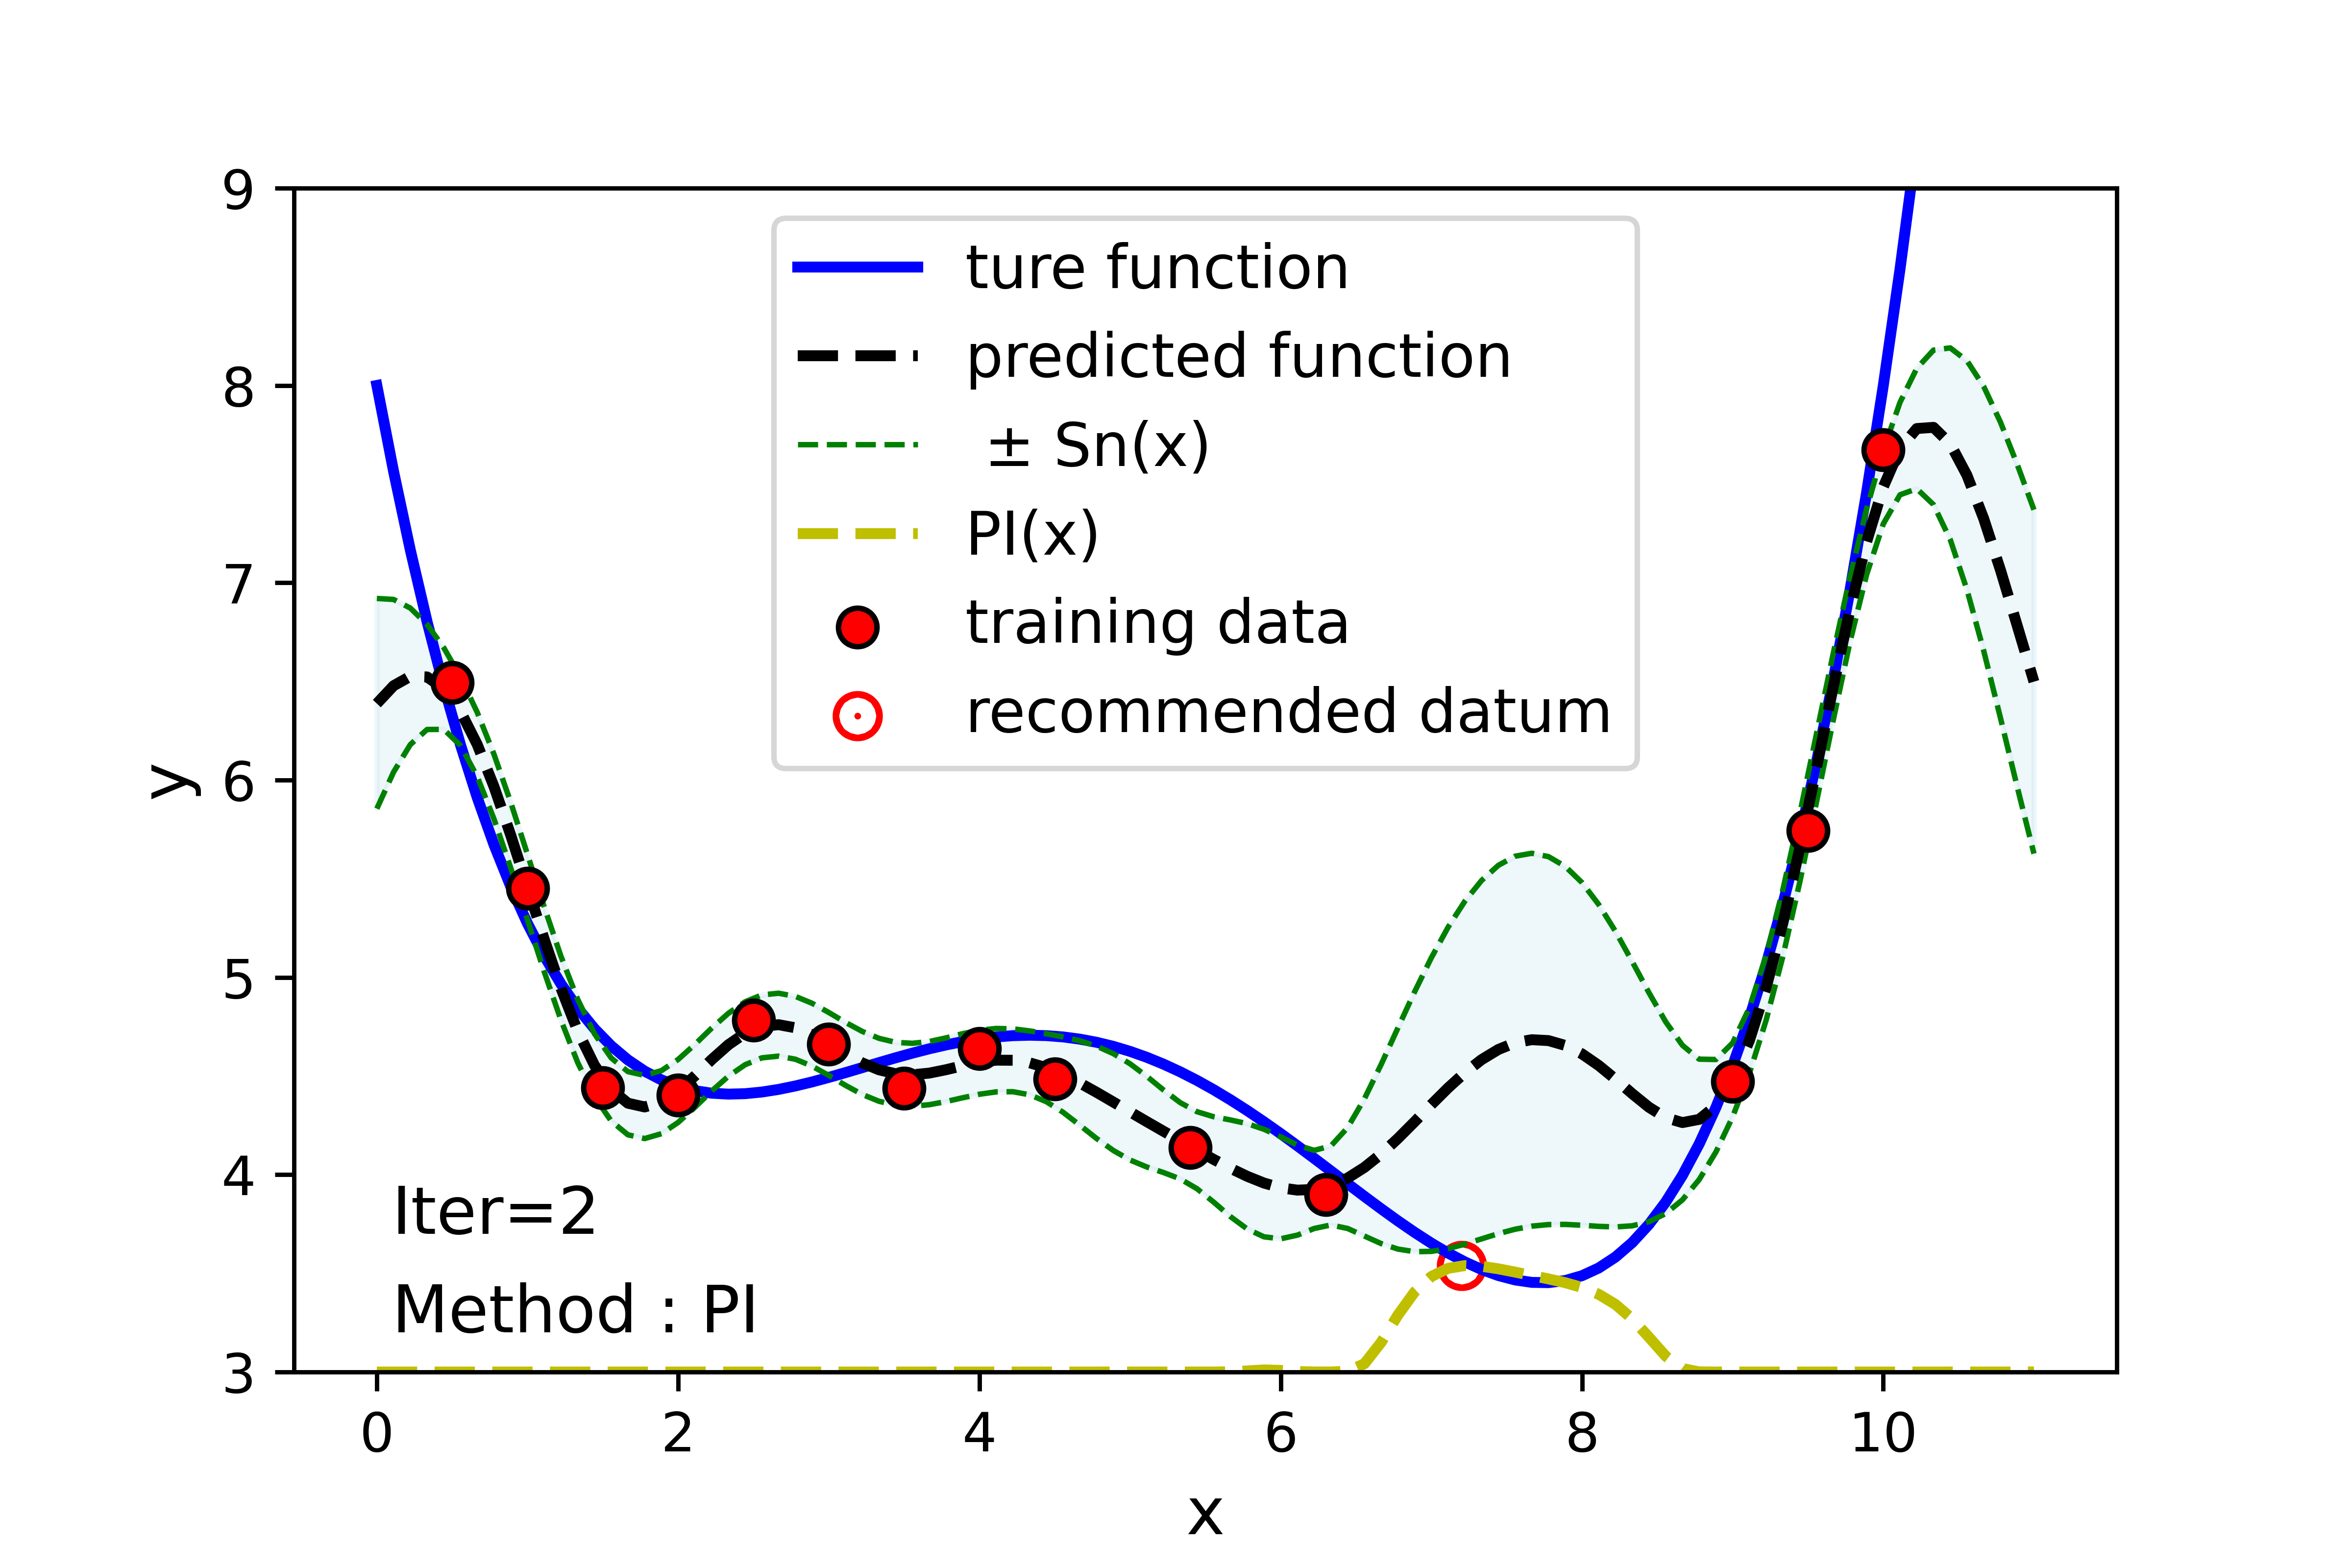 9
8
7
6
5
4
3
y
ture function
predicted function
± Sn(x)
PI(x)
training data
recommended datum
Iter=2
Method : PI
0 2 4 6 8 10
x